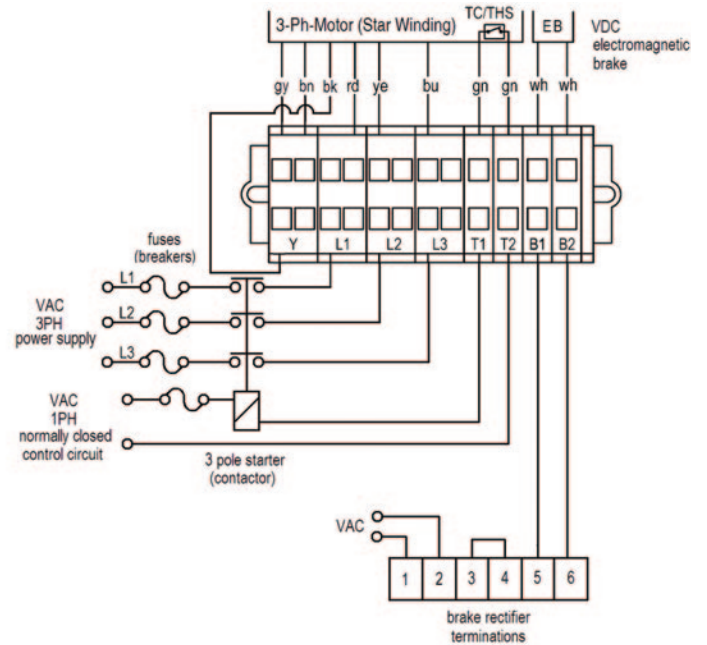 3-Ph-Motor (Star Winding)
TC/THS
EB
VDC
electromagnetic
brake
gy bn bk rd ye bu gn gn wh wh
Y L1 L2 L3 T1 T2 B1 B2
fuses
(breakers)
L1
VAC
3PH
power supply
L2
L3
VAC
1PH
normally closed
control circuit
3 pole starter
(contactor)
VAC
1 2 3 4 5 6
brake rectifier
terminations